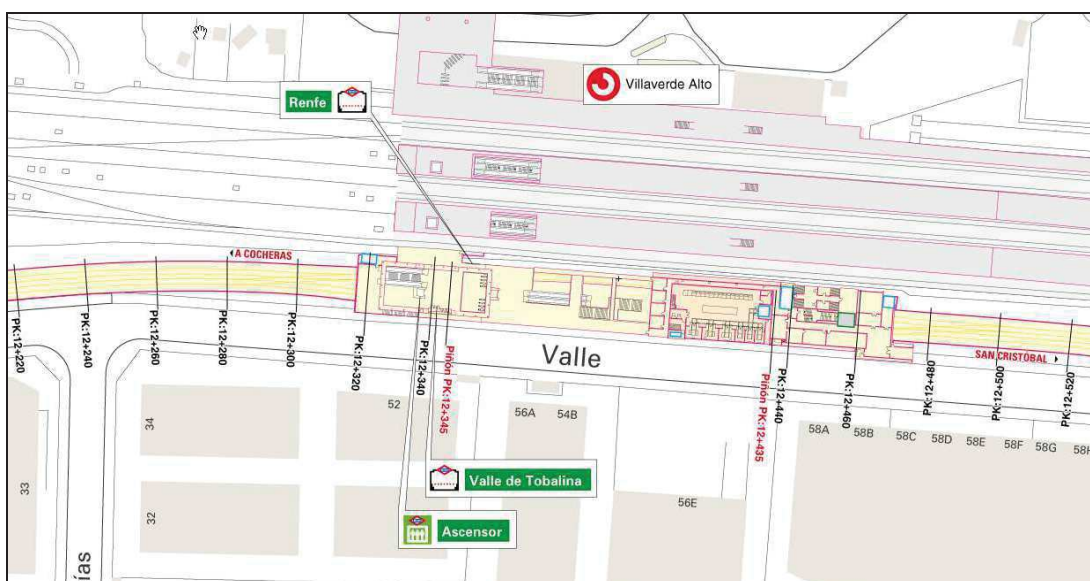 Villaverde Alto
Renfe
A COCHERAS
SAN CRISTÓBAL
Valle
PK:12+220
PK:12+240
PK:12+260
PK:12+280
PK:12+300
PK:12+320
PK:12+340
Piñón PK:12+345
Piñón PK:12+435
PK:12+440
PK:12+460
PK:12+480
PK:12+500
PK:12+520
34
52
56A
54B
58A
58B
58C
58D
58E
58F
58G
58H
33
32
56E
Valle de Tobalina
Ascensor
ías